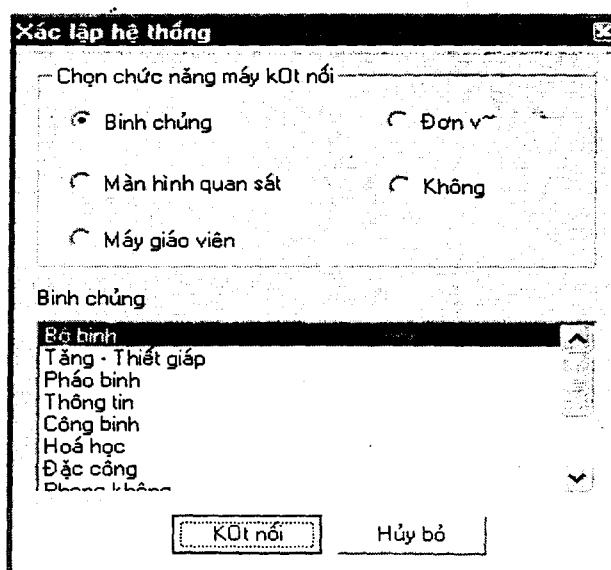 Xác lập hệ thống
Chọn chức năng máy kOt nối
Binh chủng
Đơn v~
Màn hình quan sát
Không
Máy giáo viên
Binh chủng
Bộ binh
Tăng - Thiết giáp
Pháo binh
Thông tin
Công binh
Hoá học
Đặc công
Phong không
KOt nối
Hủy bỏ